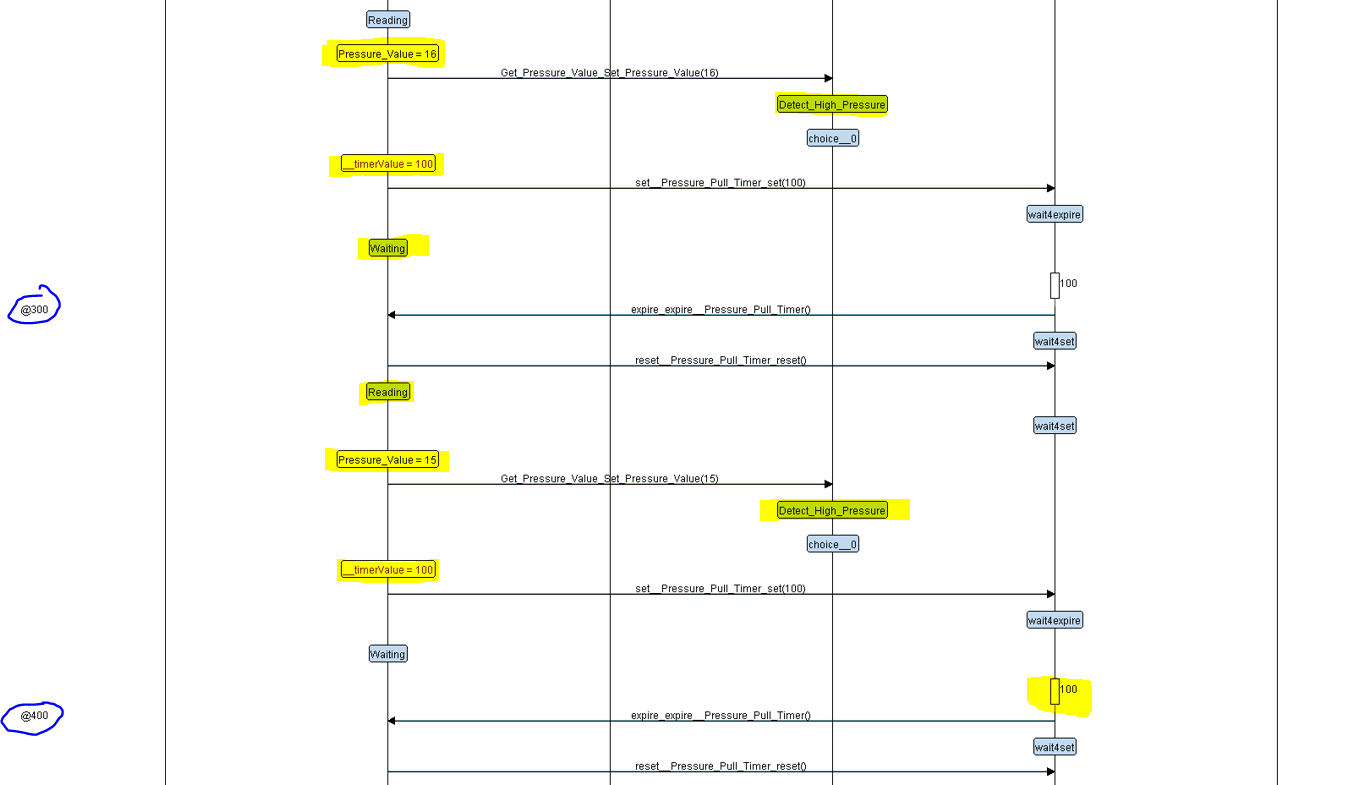 Reading
Pressure_Value = 16
Get_Pressure_Value_Set_Pressure_Value(16)
Detect_High_Pressure
choice__0
__timerValue = 100
set__Pressure_Pull_Timer_set(100)
wait4expire
Waiting
100
@300
expire_expire__Pressure_Pull_Timer()
wait4set
reset__Pressure_Pull_Timer_reset()
Reading
wait4set
Pressure_Value = 15
Get_Pressure_Value_Set_Pressure_Value(15)
Detect_High_Pressure
choice__0
__timerValue = 100
set__Pressure_Pull_Timer_set(100)
wait4expire
Waiting
100
@400
expire_expire__Pressure_Pull_Timer()
wait4set
reset__Pressure_Pull_Timer_reset()